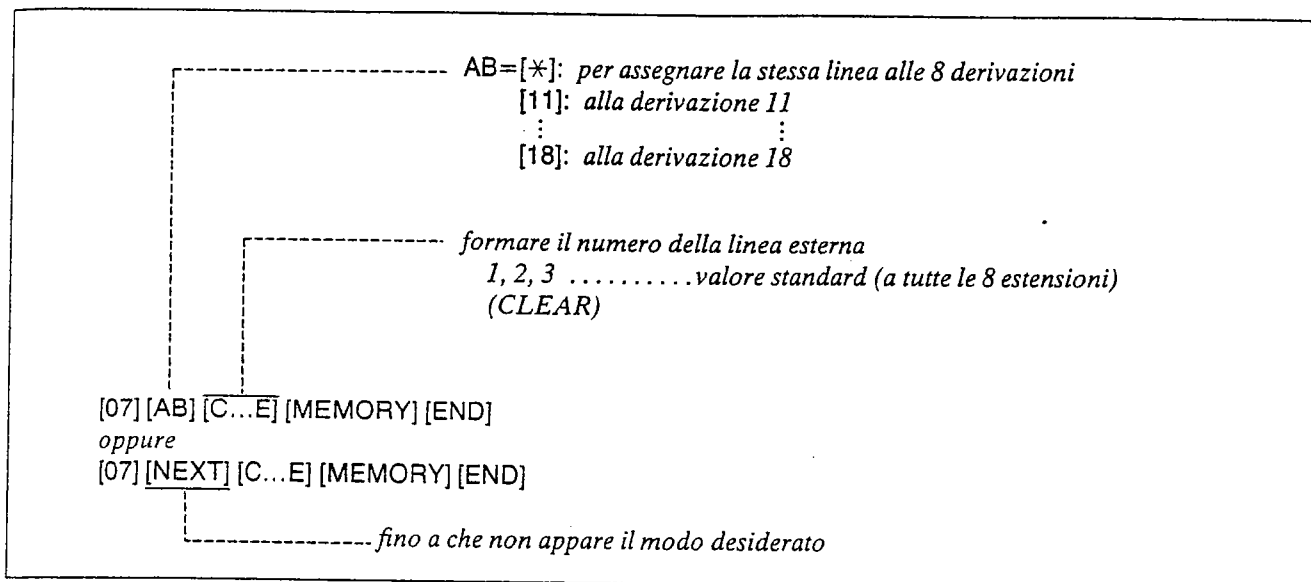 AB=[*]: per assegnare la stessa linea alle 8 derivazioni
[11]: alla derivazione 11
⋮ ⋮
[18]: alla derivazione 18
formare il numero della linea esterna
1, 2, 3 .......... valore standard (a tutte le 8 estensioni)
(CLEAR)
[07] [AB] [C...E] [MEMORY] [END]
oppure
[07] [NEXT] [C...E] [MEMORY] [END]
fino a che non appare il modo desiderato